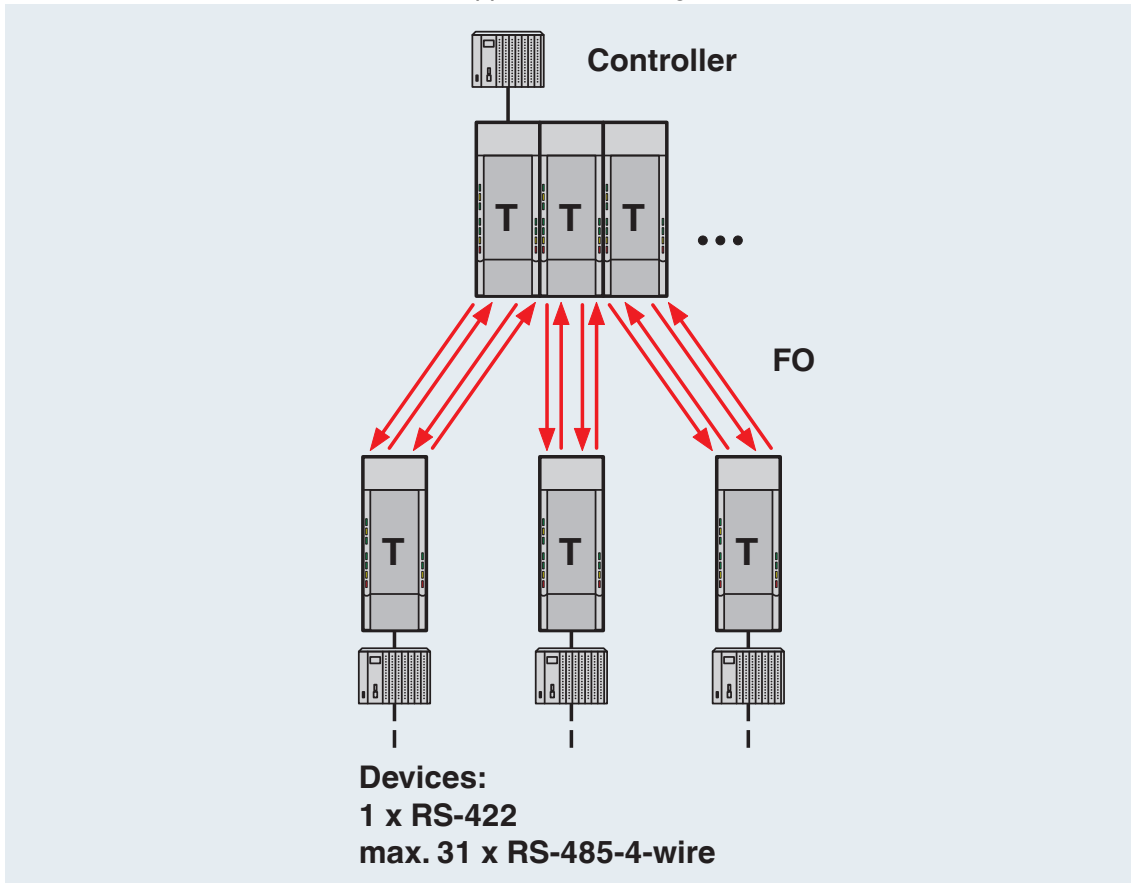 Controller
T T T
FO
T T T
Devices:
1 x RS-422
max. 31 x RS-485-4-wire